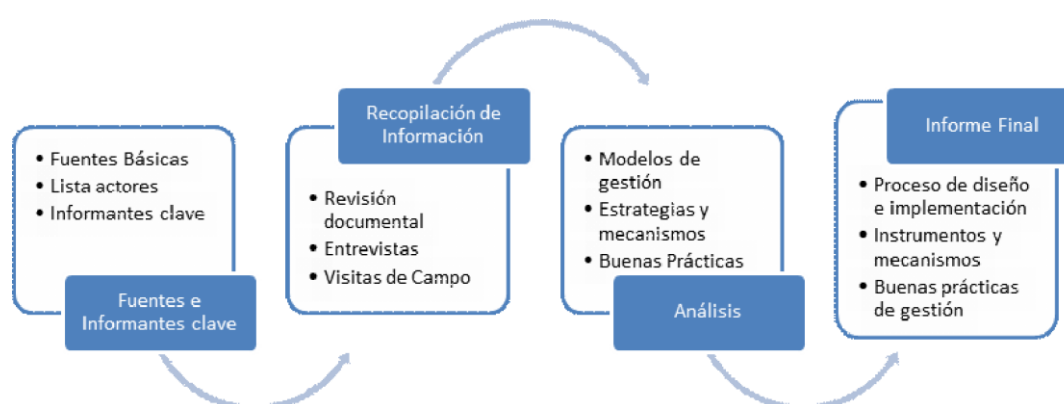 • Fuentes Básicas
• Lista actores
• Informantes clave
Fuentes e
Informantes clave
Recopilación de
Información
• Revisión
documental
• Entrevistas
• Visitas de Campo
• Modelos de
gestión
• Estrategias y
mecanismos
• Buenas Prácticas
Análisis
Informe Final
• Proceso de diseño
e implementación
• Instrumentos y
mecanismos
• Buenas prácticas
de gestión